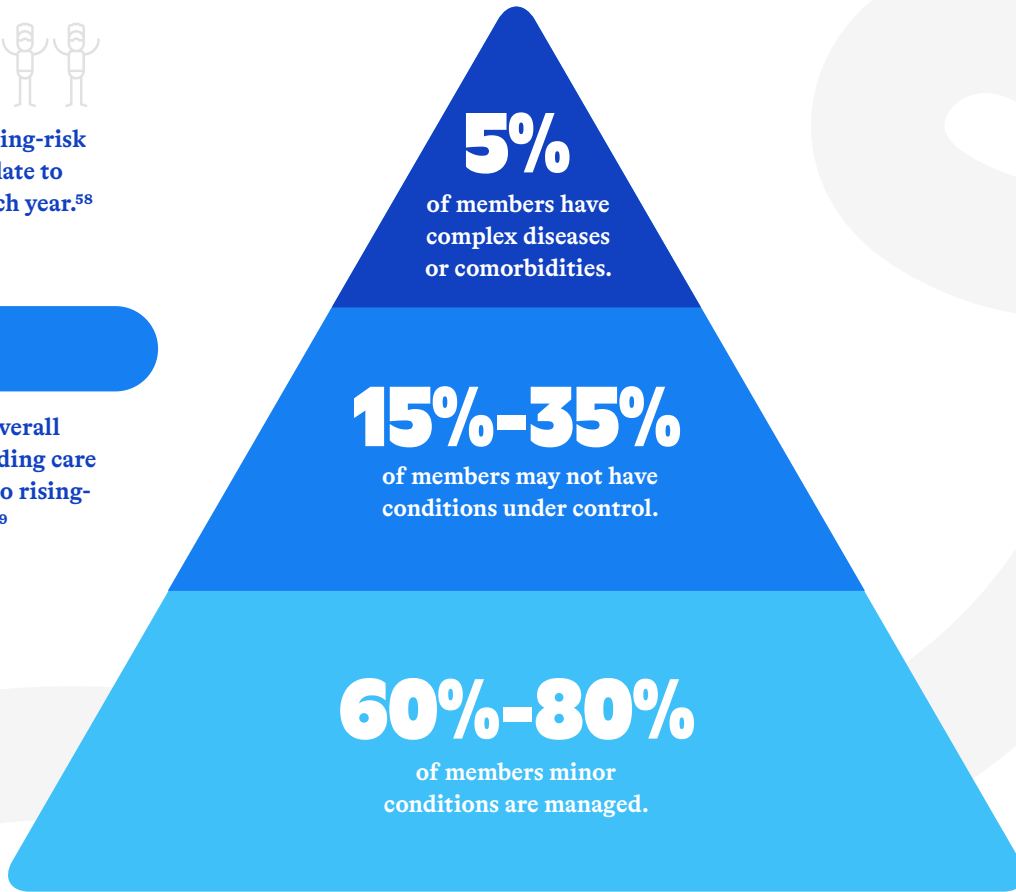 ing-risk
late to
ch year.⁵⁸
verall
ding care
o rising-
9
5%
of members have
complex diseases
or comorbidities.
15%–35%
of members may not have
conditions under control.
60%–80%
of members minor
conditions are managed.